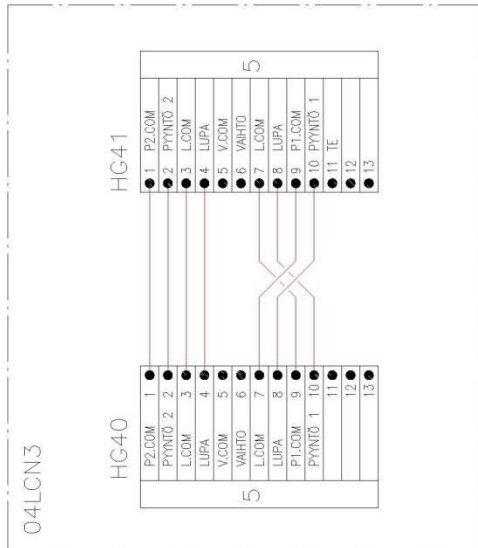 04LCN3
HG40
5
P2.COM 1
PYYNTÖ 2 2
L.COM 3
LUPA 4
V.COM 5
VAIHTO 6
L.COM 7
LUPA 8
P1.COM 9
PYYNTÖ 1 10
11
12
13
HG41
5
1 P2.COM
2 PYYNTÖ 2
3 L.COM
4 LUPA
5 V.COM
6 VAIHTO
7 L.COM
8 LUPA
9 P1.COM
10 PYYNTÖ 1
11 TE
12
13